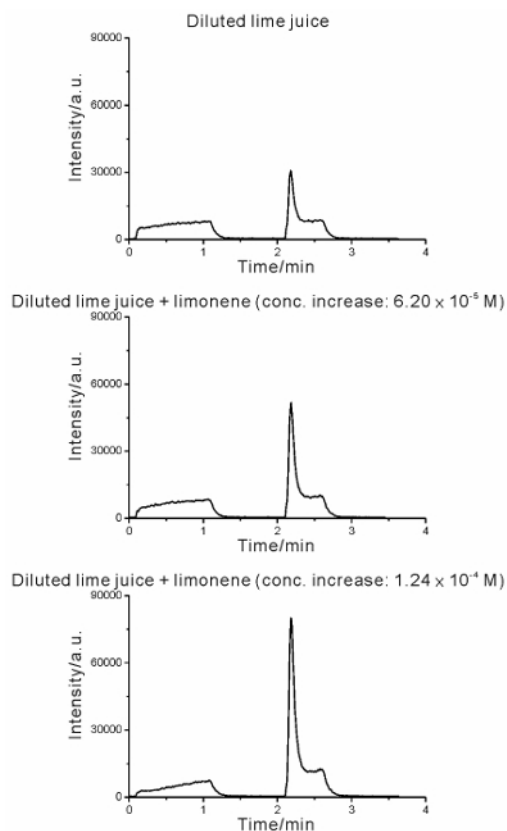 Diluted lime juice
90000
60000
30000
0
Intensity/a.u.
0 1 2 3 4
Time/min
Diluted lime juice + limonene (conc. increase: 6.20 x 10⁻⁵ M)
90000
60000
30000
0
Intensity/a.u.
0 1 2 3 4
Time/min
Diluted lime juice + limonene (conc. increase: 1.24 x 10⁻⁴ M)
90000
60000
30000
0
Intensity/a.u.
0 1 2 3 4
Time/min